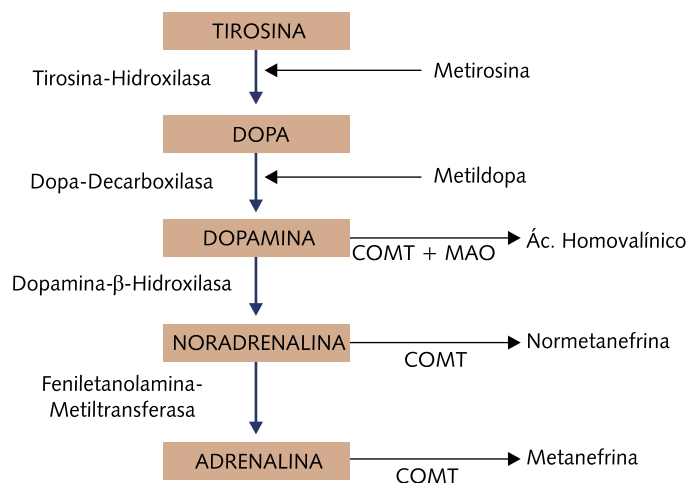 TIROSINA
Tirosina-Hidroxilasa
Metirosina
DOPA
Dopa-Decarboxilasa
Metildopa
DOPAMINA
COMT + MAO
Ác. Homovalínico
Dopamina-β-Hidroxilasa
NORADRENALINA
COMT
Normetanefrina
Feniletanolamina-
Metiltransferasa
ADRENALINA
COMT
Metanefrina